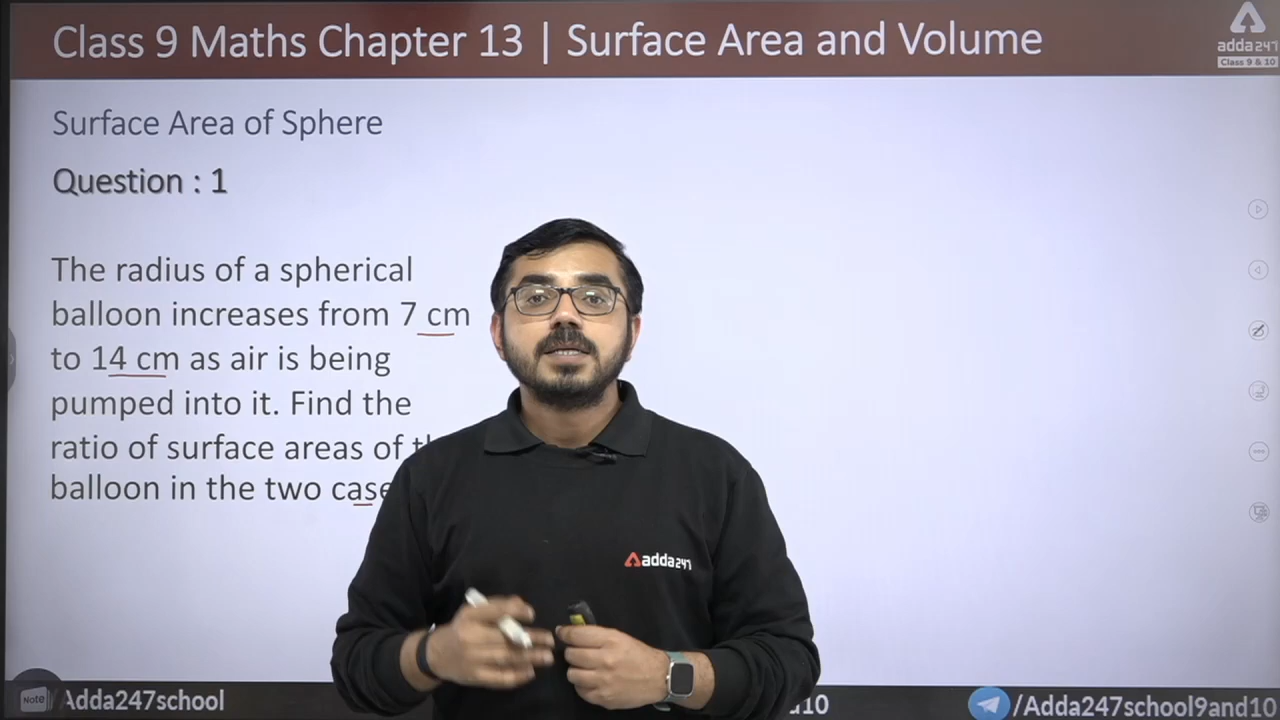 Class 9 Maths Chapter 13 | Surface Area and Volume
adda247
Class 9 & 10
Surface Area of Sphere
Question : 1
The radius of a spherical
balloon increases from 7 cm
to 14 cm as air is being
pumped into it. Find the
ratio of surface areas of
balloon in the two case
adda247
Note
/Adda247school
/Adda247school9and10